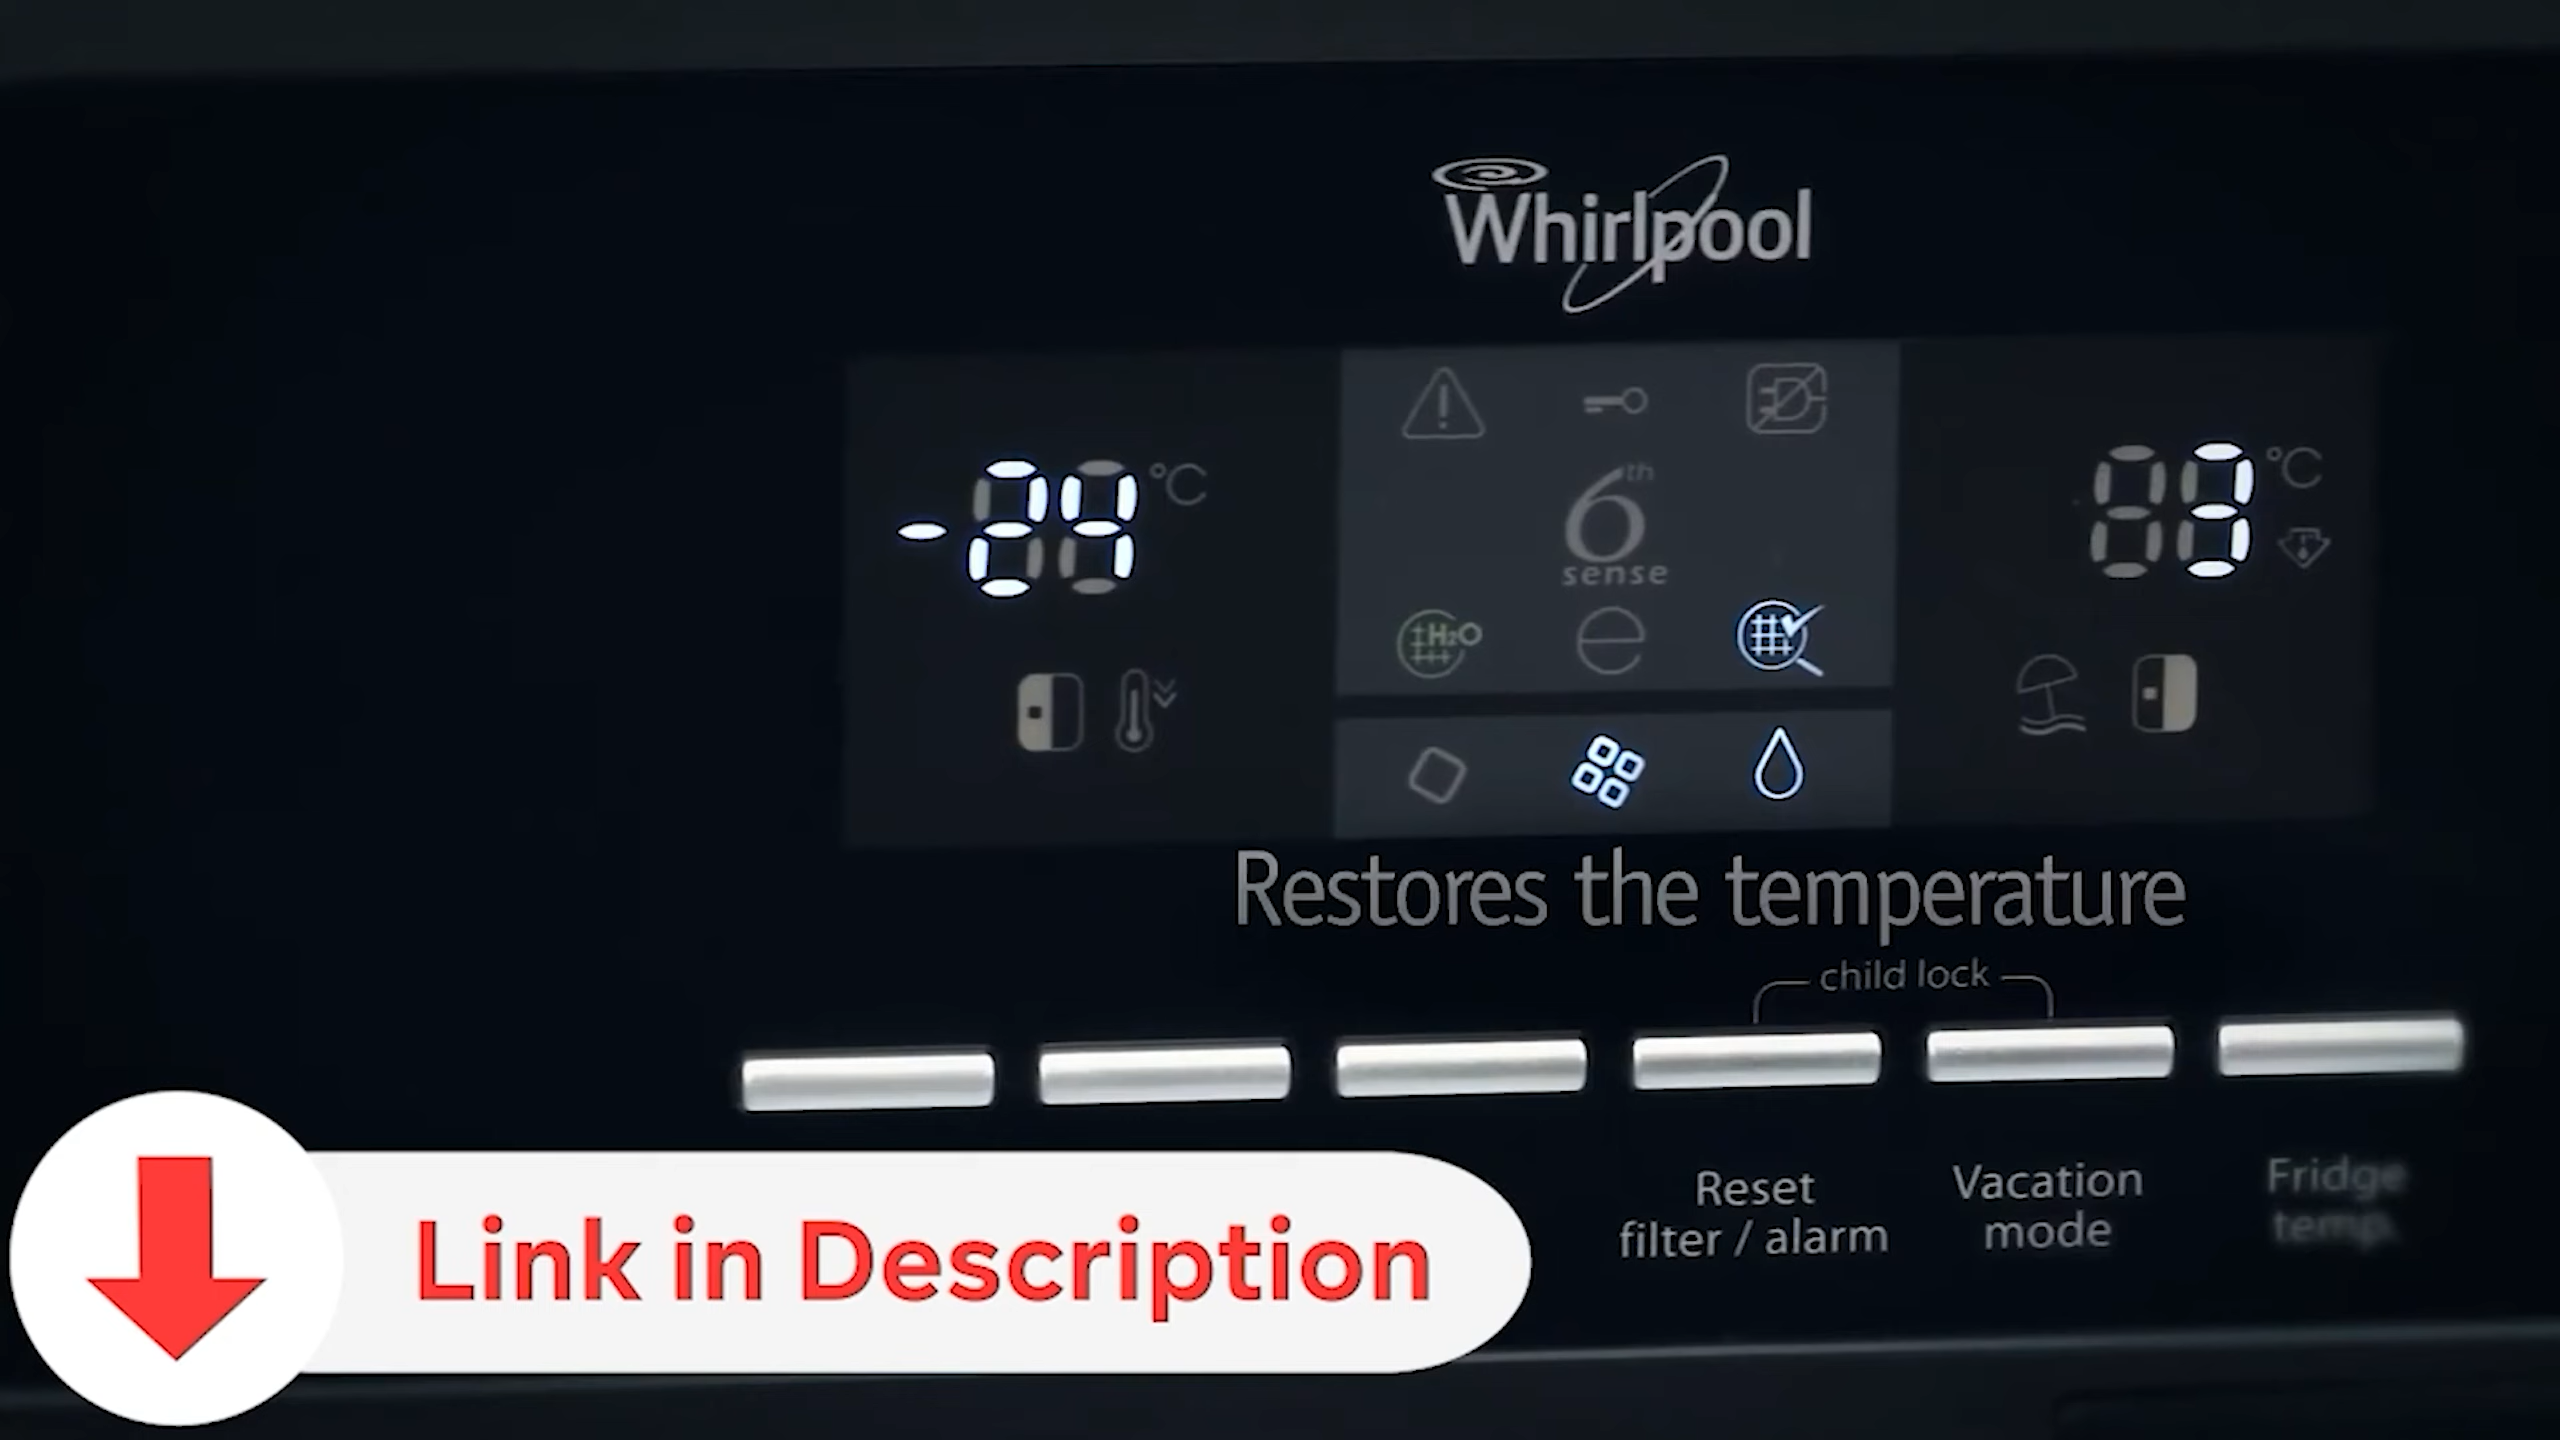 Whirlpool
-24 °C
6th
sense
3 °C
H₂O
Restores the temperature
child lock
Reset
filter / alarm
Vacation
mode
Fridge
temp.
Link in Description